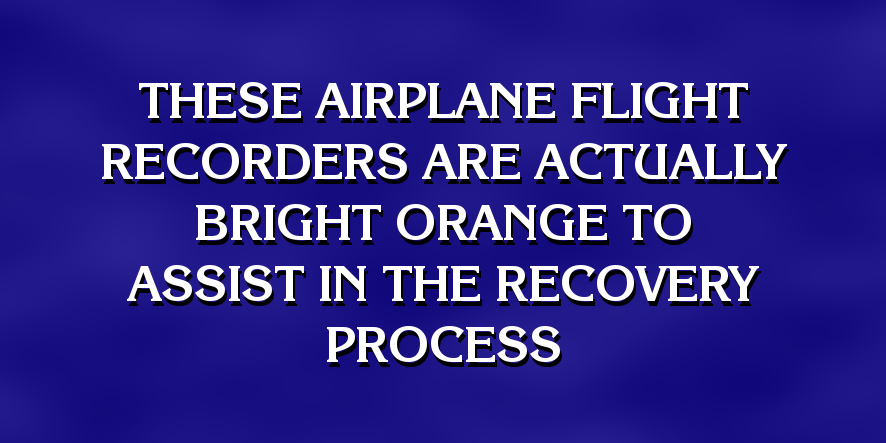 THESE AIRPLANE FLIGHT
RECORDERS ARE ACTUALLY
BRIGHT ORANGE TO
ASSIST IN THE RECOVERY
PROCESS